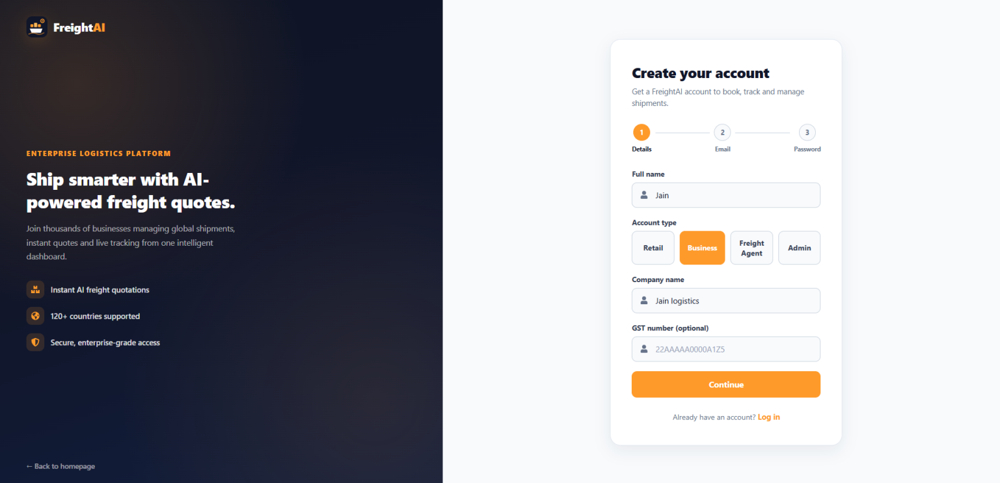 FreightAI
ENTERPRISE LOGISTICS PLATFORM
Ship smarter with AI-
powered freight quotes.
Join thousands of businesses managing global shipments,
instant quotes and live tracking from one intelligent
dashboard.
Instant AI freight quotations
120+ countries supported
Secure, enterprise-grade access
← Back to homepage
Create your account
Get a FreightAI account to book, track and manage
shipments.
1 2 3
Details Email Password
Full name
Jain
Account type
Retail Business Freight Agent Admin
Company name
Jain logistics
GST number (optional)
22AAAAA0000A1Z5
Continue
Already have an account? Log in